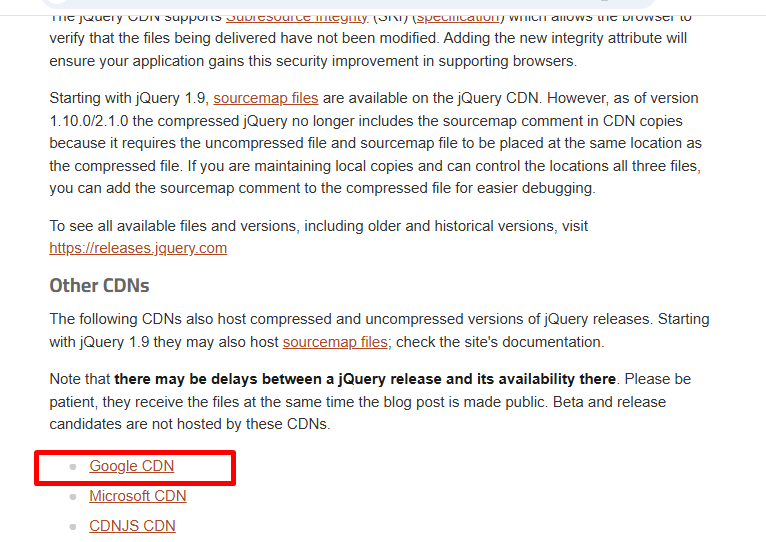 The jQuery CDN supports Subresource Integrity (SRI) (specification) which allows the browser to
verify that the files being delivered have not been modified. Adding the new integrity attribute will
ensure your application gains this security improvement in supporting browsers.
Starting with jQuery 1.9, sourcemap files are available on the jQuery CDN. However, as of version
1.10.0/2.1.0 the compressed jQuery no longer includes the sourcemap comment in CDN copies
because it requires the uncompressed file and sourcemap file to be placed at the same location as
the compressed file. If you are maintaining local copies and can control the locations all three files,
you can add the sourcemap comment to the compressed file for easier debugging.
To see all available files and versions, including older and historical versions, visit
https://releases.jquery.com
Other CDNs
The following CDNs also host compressed and uncompressed versions of jQuery releases. Starting
with jQuery 1.9 they may also host sourcemap files; check the site's documentation.
Note that there may be delays between a jQuery release and its availability there. Please be
patient, they receive the files at the same time the blog post is made public. Beta and release
candidates are not hosted by these CDNs.
Google CDN
Microsoft CDN
CDNJS CDN